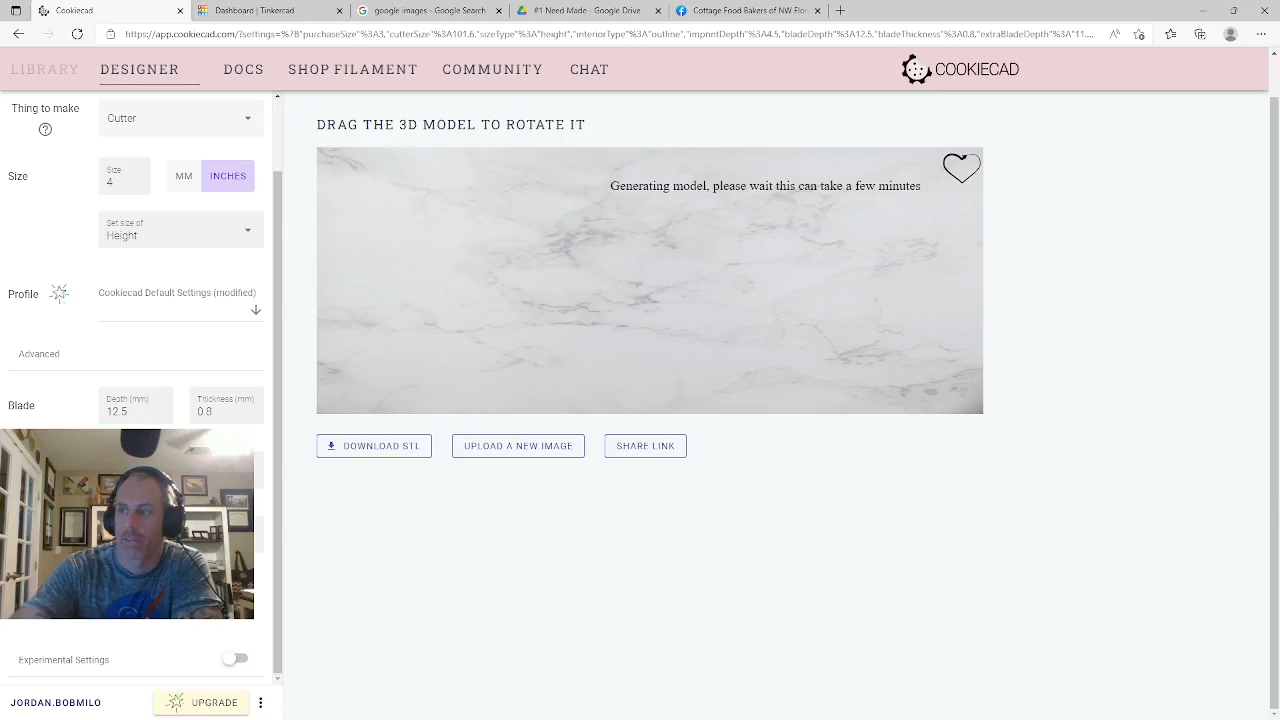 Cookiecad
Dashboard | Tinkercad
google images - Google Search
#1 Need Made - Google Drive
Cottage Food Bakers of NW Flor
https://app.cookiecad.com/?settings=%7B"purchaseSize"%3A3,"cutterSize"%3A101.6,"sizeType"%3A"height","interiorType"%3A"outline","imprintDepth"%3A4.5,"bladeDepth"%3A12.5,"bladeThickness"%3A0.8,"extraBladeDepth"%3A"11....
LIBRARY
DESIGNER
DOCS
SHOP FILAMENT
COMMUNITY
CHAT
COOKIECAD
Thing to make
Cutter
DRAG THE 3D MODEL TO ROTATE IT
Size
Size
4
MM
INCHES
Generating model, please wait this can take a few minutes
Set size of
Height
Profile
Cookiecad Default Settings (modified)
Advanced
Blade
Depth (mm)
12.5
Thickness (mm)
0.8
DOWNLOAD STL
UPLOAD A NEW IMAGE
SHARE LINK
Experimental Settings
JORDAN.BOBMILO
UPGRADE